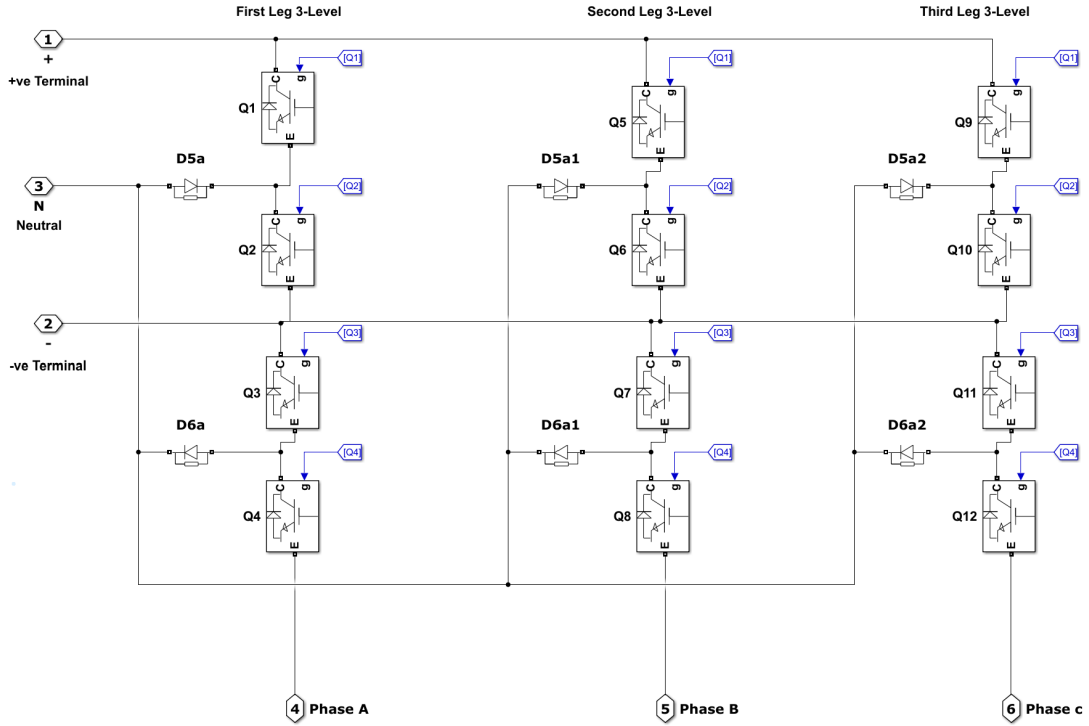 First Leg 3-Level
Second Leg 3-Level
Third Leg 3-Level
1
+
+ve Terminal
[Q1]
[Q1]
[Q1]
C
g
Q1
E
C
g
Q5
E
C
g
Q9
E
D5a
D5a1
D5a2
3
N
Neutral
[Q2]
[Q2]
[Q2]
C
g
Q2
E
C
g
Q6
E
C
g
Q10
E
2
-
-ve Terminal
[Q3]
[Q3]
[Q3]
C
g
Q3
E
C
g
Q7
E
C
g
Q11
E
D6a
D6a1
D6a2
[Q4]
[Q4]
[Q4]
C
g
Q4
E
C
g
Q8
E
C
g
Q12
E
4 Phase A
5 Phase B
6 Phase c